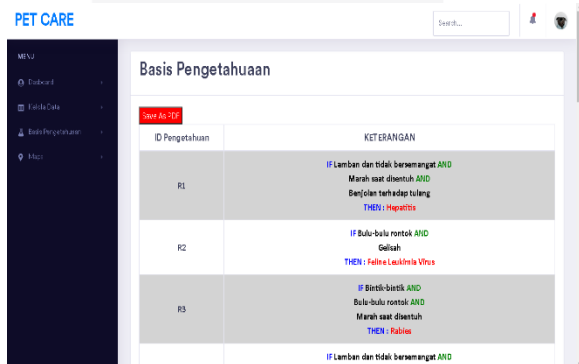 PET CARE
Search...
MENU
Dasboard
Kelola Data
Basis Pengetahuan
Maps
Basis Pengetahuaan
Save As PDF
ID Pengetahuan KETERANGAN
R1
IF Lamban dan tidak bersemangat AND
Marah saat disentuh AND
Benjolan terhadap tulang
THEN : Hepatitis
R2
IF Bulu-bulu rontok AND
Gelisah
THEN : Feline Leukimia Virus
R3
IF Bintik-bintik AND
Bulu-bulu rontok AND
Marah saat disentuh
THEN : Rabies
IF Lamban dan tidak bersemangat AND